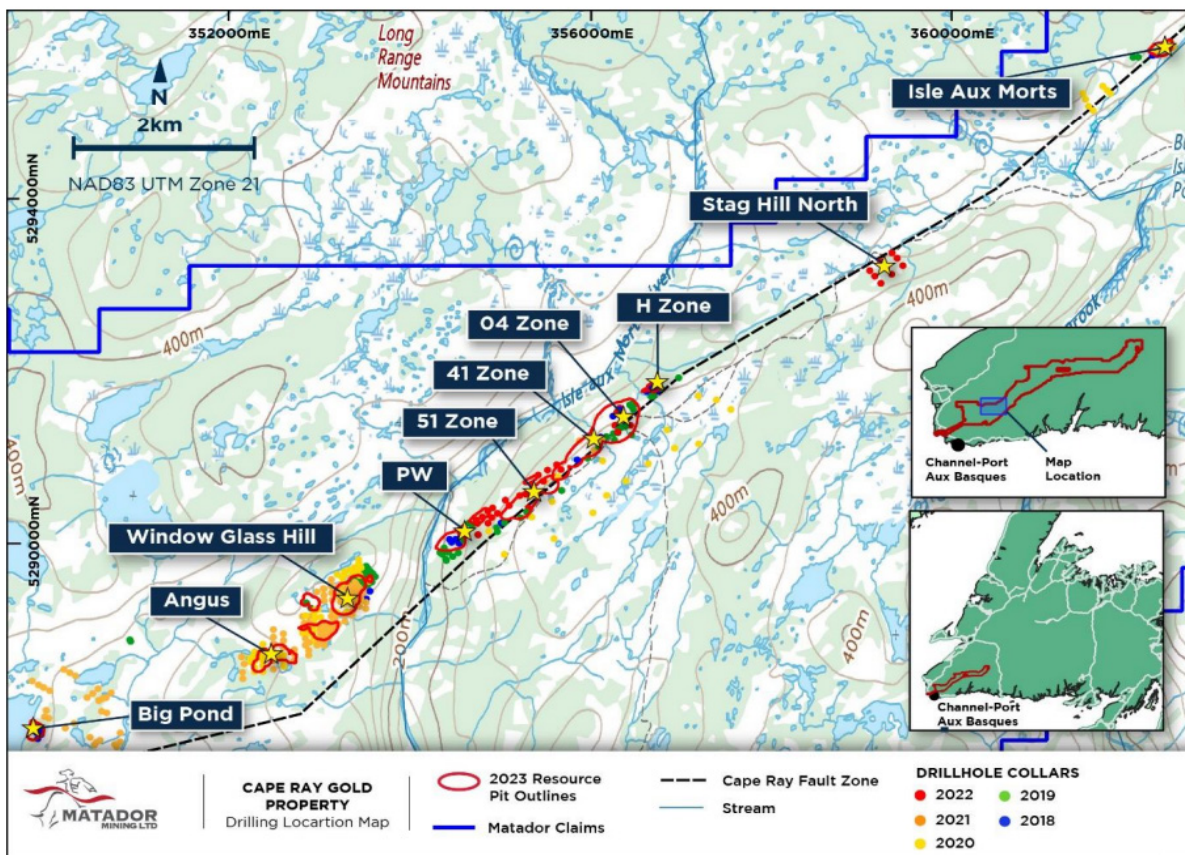 352000mE
356000mE
360000mE
Long
Range
Mountains
N
2km
NAD83 UTM Zone 21
5294000mN
5290000mN
Isle Aux Morts
Stag Hill North
H Zone
04 Zone
41 Zone
51 Zone
PW
Window Glass Hill
Angus
Big Pond
Isle aux Mort
River
400m
400m
400m
400m
400m
200m
Channel-Port
Aux Basques
Map
Location
Channel-Port
Aux Basques
MATADOR
MINING LTD
CAPE RAY GOLD
PROPERTY
Drilling Locartion Map
2023 Resource
Pit Outlines
Matador Claims
Cape Ray Fault Zone
Stream
DRILLHOLE COLLARS
2022
2021
2020
2019
2018